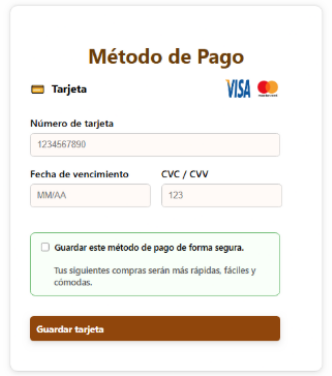 Método de Pago
Tarjeta
VISA
Número de tarjeta
1234567890
Fecha de vencimiento CVC / CVV
MM/AA 123
Guardar este método de pago de forma segura.
Tus siguientes compras serán más rápidas, fáciles y
cómodas.
Guardar tarjeta